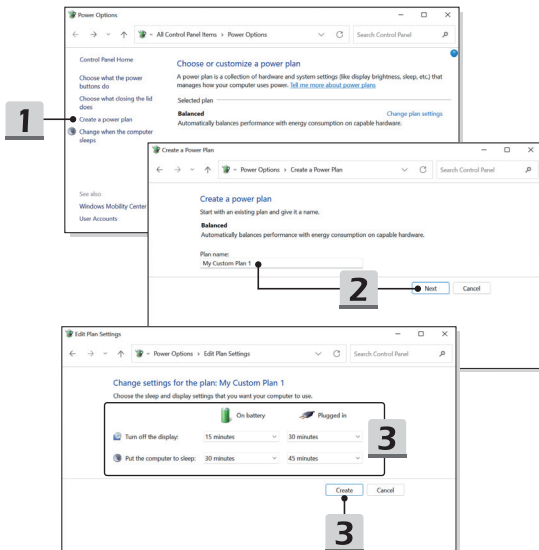 Power Options
All Control Panel Items > Power Options
Search Control Panel
Control Panel Home
Choose what the power
buttons do
Choose what closing the lid
does
Create a power plan
Change when the computer
sleeps
See also
Windows Mobility Center
User Accounts
Choose or customize a power plan
A power plan is a collection of hardware and system settings (like display brightness, sleep, etc.) that
manages how your computer uses power. Tell me more about power plans
Selected plan
Balanced
Change plan settings
Automatically balances performance with energy consumption on capable hardware.
1
Create a Power Plan
Power Options > Create a Power Plan
Search Control Panel
Create a power plan
Start with an existing plan and give it a name.
Balanced
Automatically balances performance with energy consumption on capable hardware.
Plan name:
My Custom Plan 1
2
Next
Cancel
Edit Plan Settings
Power Options > Edit Plan Settings
Search Control Panel
Change settings for the plan: My Custom Plan 1
Choose the sleep and display settings that you want your computer to use.
On battery
Plugged in
Turn off the display:
15 minutes
30 minutes
Put the computer to sleep:
30 minutes
45 minutes
3
Create
Cancel
3